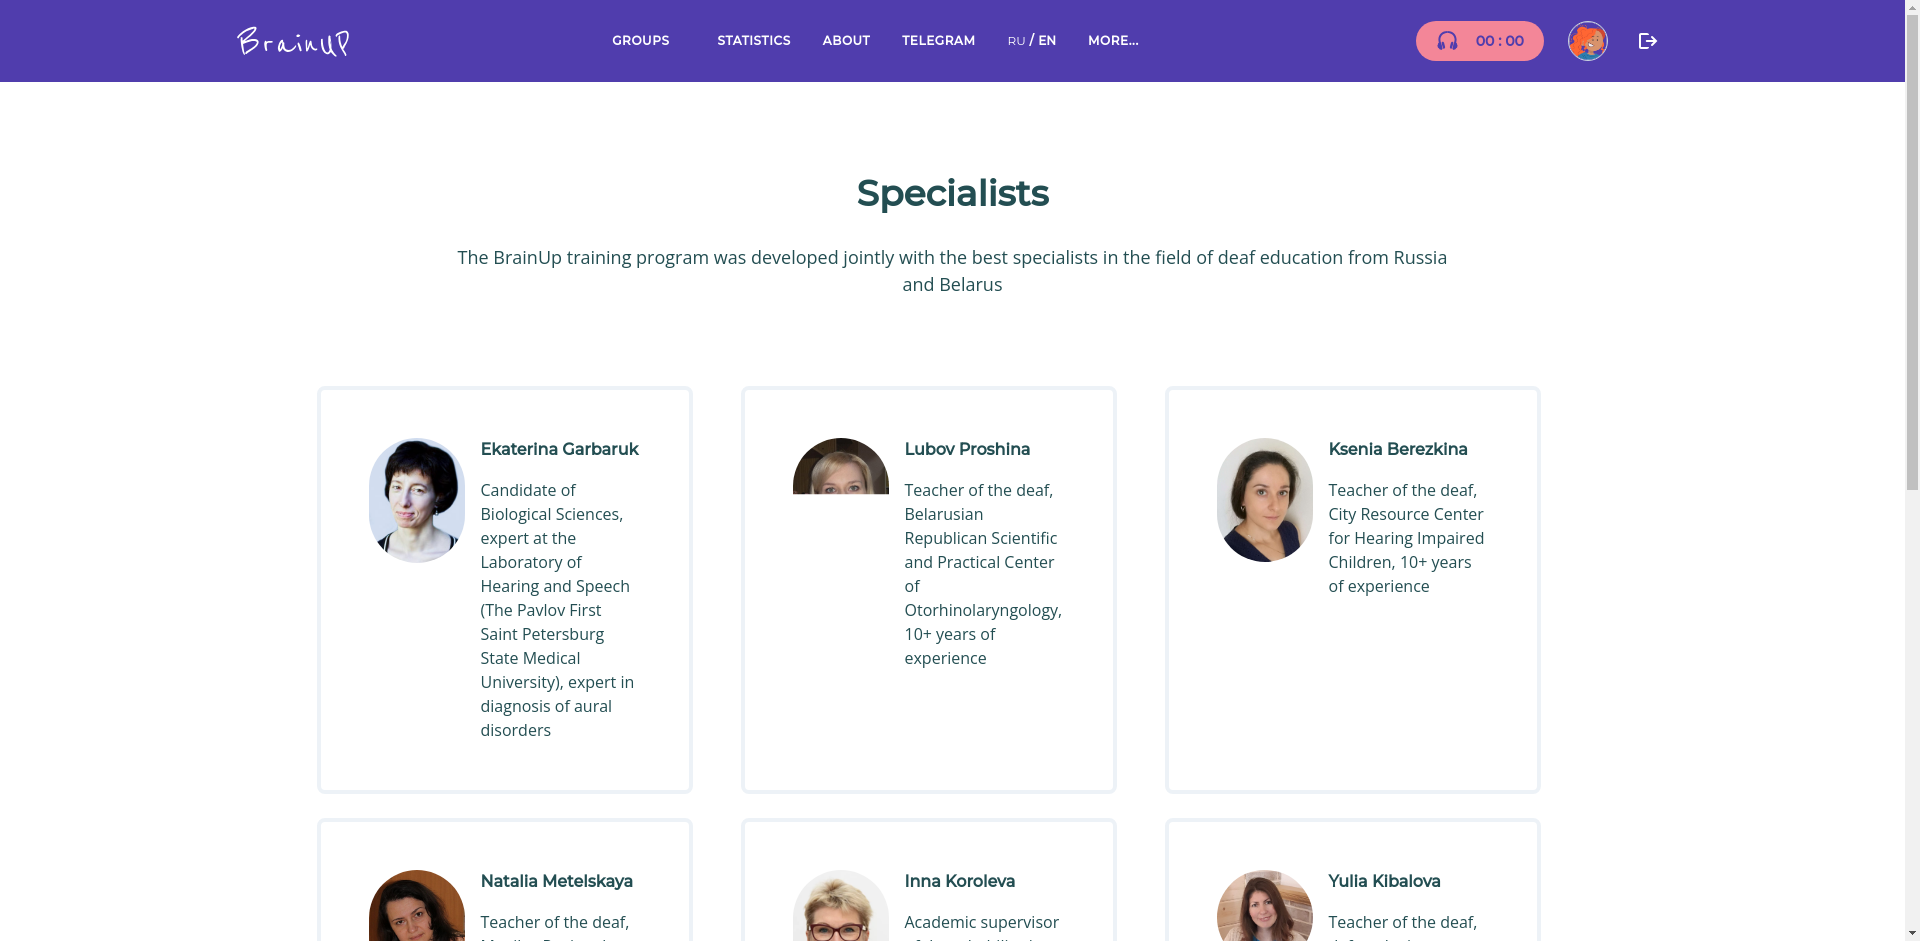 BrainUP
GROUPS
STATISTICS
ABOUT
TELEGRAM
RU / EN
MORE...
00 : 00
Specialists
The BrainUp training program was developed jointly with the best specialists in the field of deaf education from Russia
and Belarus
Ekaterina Garbaruk
Candidate of
Biological Sciences,
expert at the
Laboratory of
Hearing and Speech
(The Pavlov First
Saint Petersburg
State Medical
University), expert in
diagnosis of aural
disorders
Lubov Proshina
Teacher of the deaf,
Belarusian
Republican Scientific
and Practical Center
of
Otorhinolaryngology,
10+ years of
experience
Ksenia Berezkina
Teacher of the deaf,
City Resource Center
for Hearing Impaired
Children, 10+ years
of experience
Natalia Metelskaya
Teacher of the deaf,
Inna Koroleva
Academic supervisor
Yulia Kibalova
Teacher of the deaf,